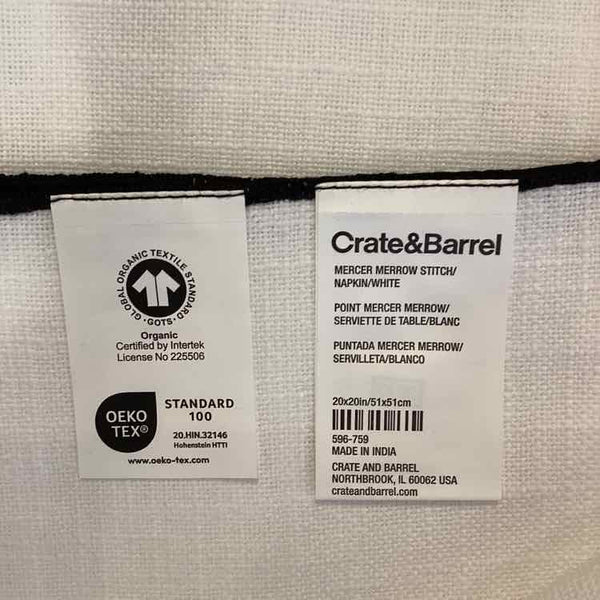 GLOBAL ORGANIC TEXTILE STANDARD
· GOTS ·
Organic
Certified by Intertek
License No 225506
OEKO
TEX®
STANDARD
100
20.HIN.32146
Hohenstein HTTI
www.oeko-tex.com
Crate&Barrel
MERCER MERROW STITCH/
NAPKIN/WHITE
POINT MERCER MERROW/
SERVIETTE DE TABLE/BLANC
PUNTADA MERCER MERROW/
SERVILLETA/BLANCO
20x20in/51x51cm
596-759
MADE IN INDIA
CRATE AND BARREL
NORTHBROOK, IL 60062 USA
crateandbarrel.com